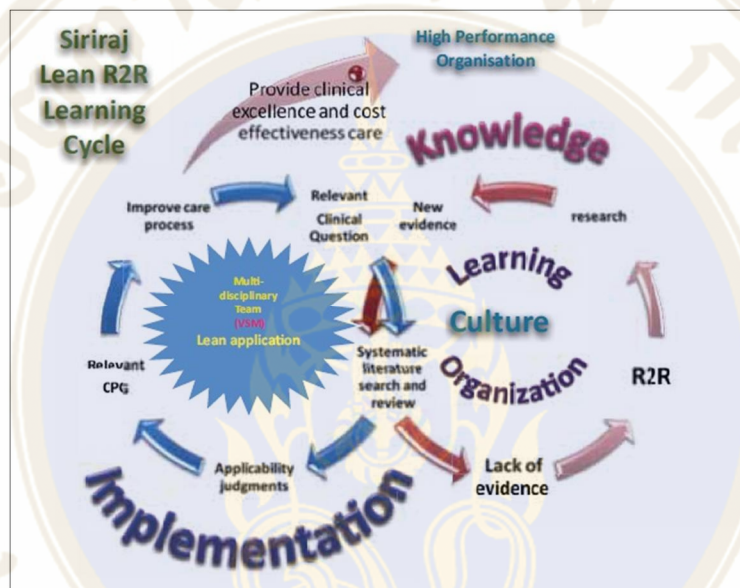 Siriraj
Lean R2R
Learning
Cycle
High Performance
Organisation
Provide clinical
excellence and cost
effectiveness care
Knowledge
Improve care
process
Relevant
Clinical
Question
New
evidence
research
Multi-
disciplinary
Team
(VSM)
Lean application
Learning
Culture
Organization
Systematic
literature
search and
review
Relevant
CPG
R2R
Applicability
judgments
Lack of
evidence
Implementation